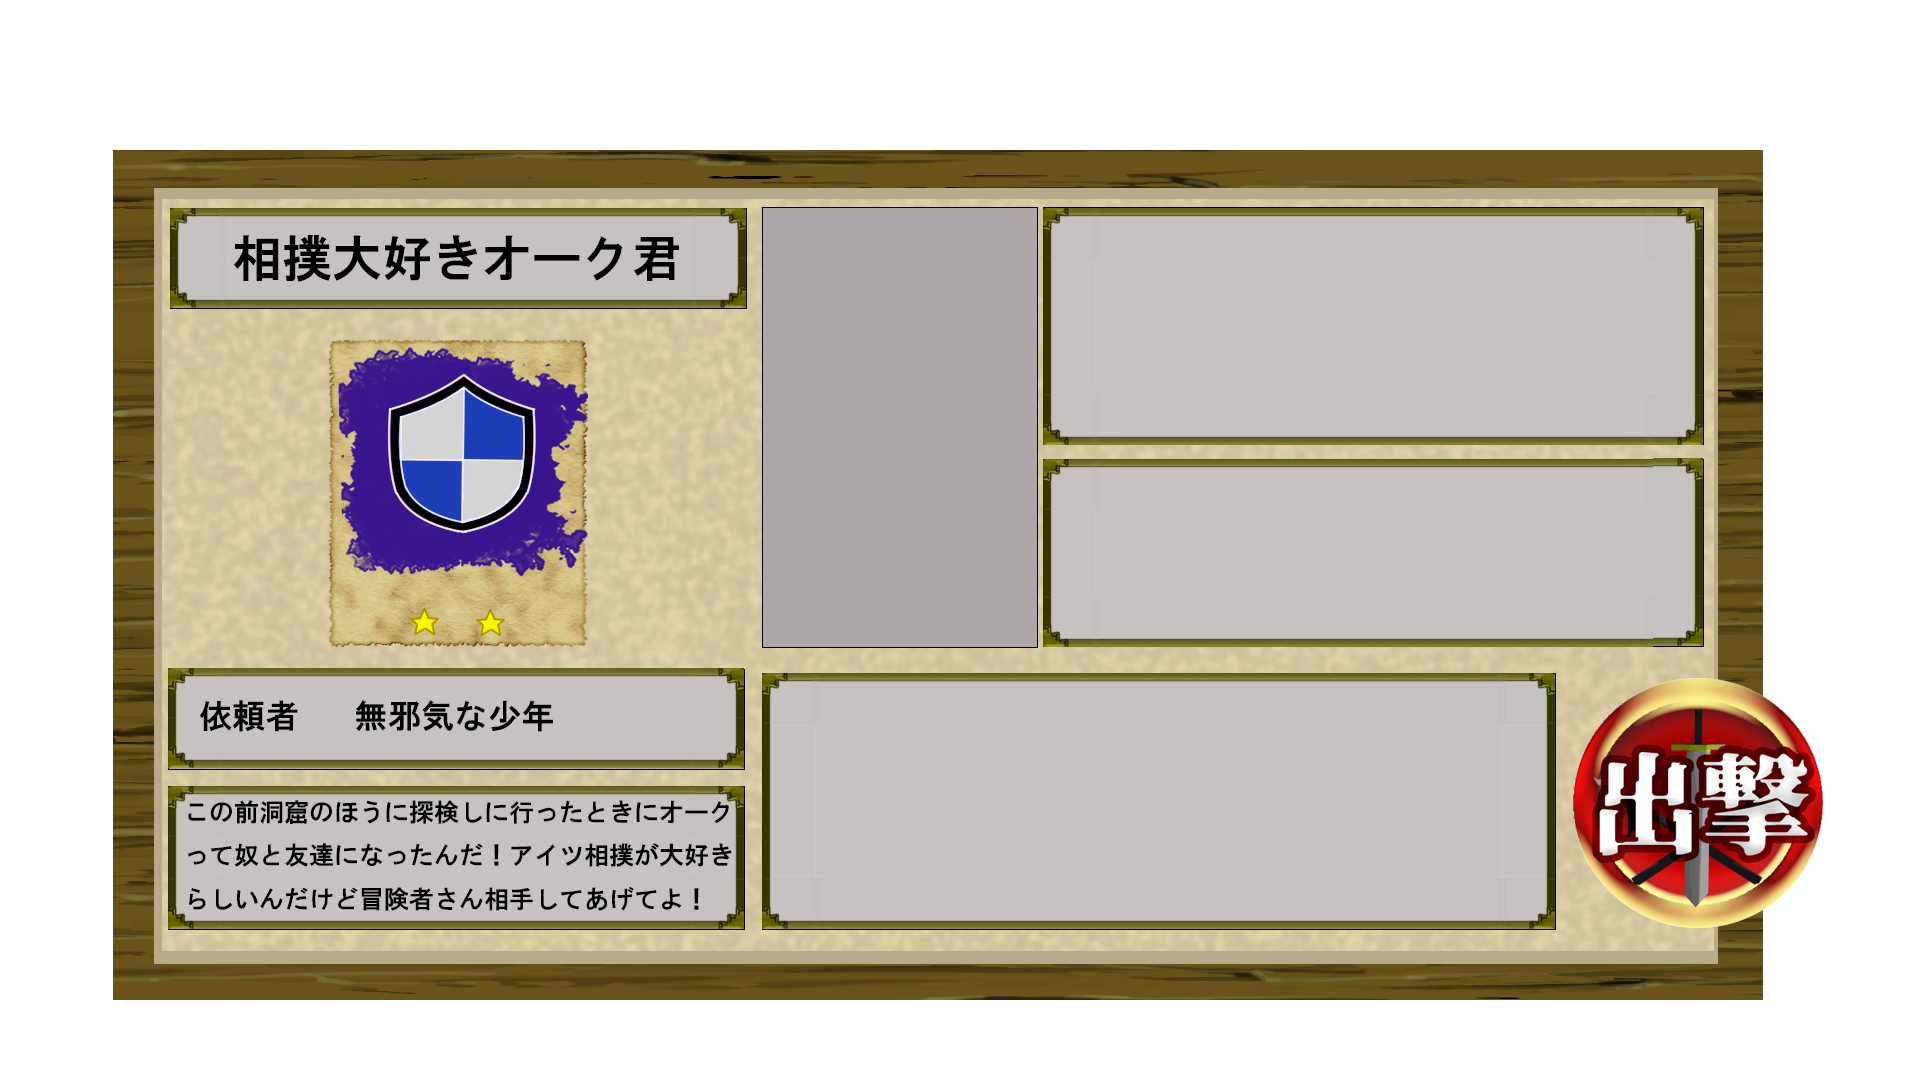 相撲大好きオーク君
依頼者　無邪気な少年
この前洞窟のほうに探検しに行ったときにオーク
って奴と友達になったんだ！アイツ相撲が大好き
らしいんだけど冒険者さん相手してあげてよ！
出撃